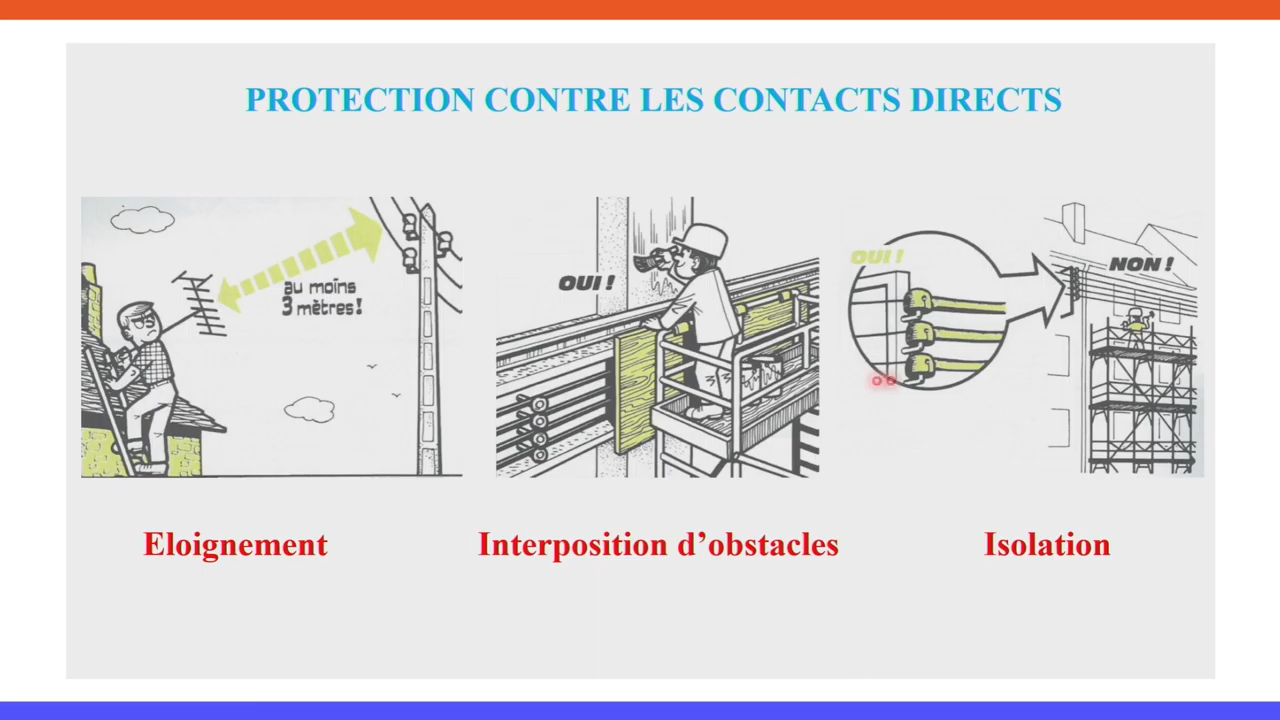 PROTECTION CONTRE LES CONTACTS DIRECTS
au moins
3 mètres!
OUI !
OUI !
NON !
Eloignement
Interposition d’obstacles
Isolation